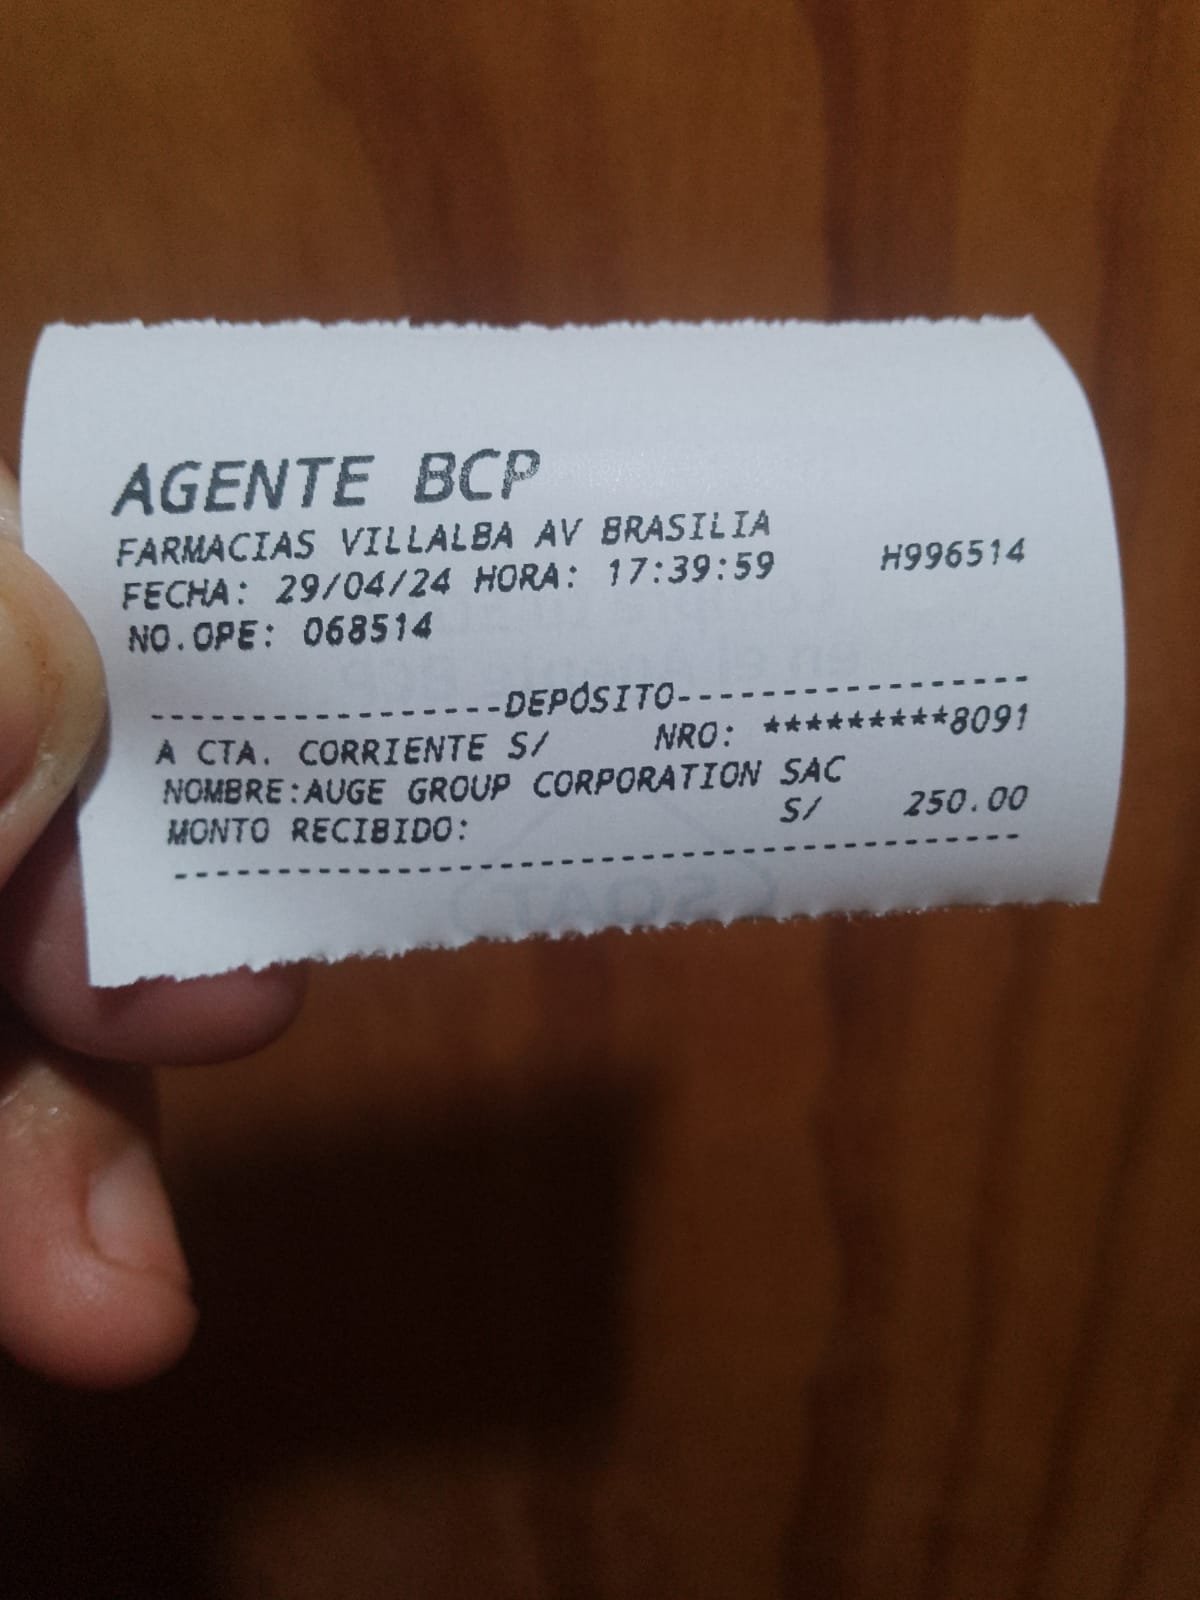 AGENTE BCP
FARMACIAS VILLALBA AV BRASILIA
FECHA: 29/04/24 HORA: 17:39:59 H996514
NO.OPE: 068514
-----------------DEPÓSITO-----------------
A CTA. CORRIENTE S/ NRO: *********8091
NOMBRE:AUGE GROUP CORPORATION SAC
MONTO RECIBIDO: S/ 250.00
------------------------------------------